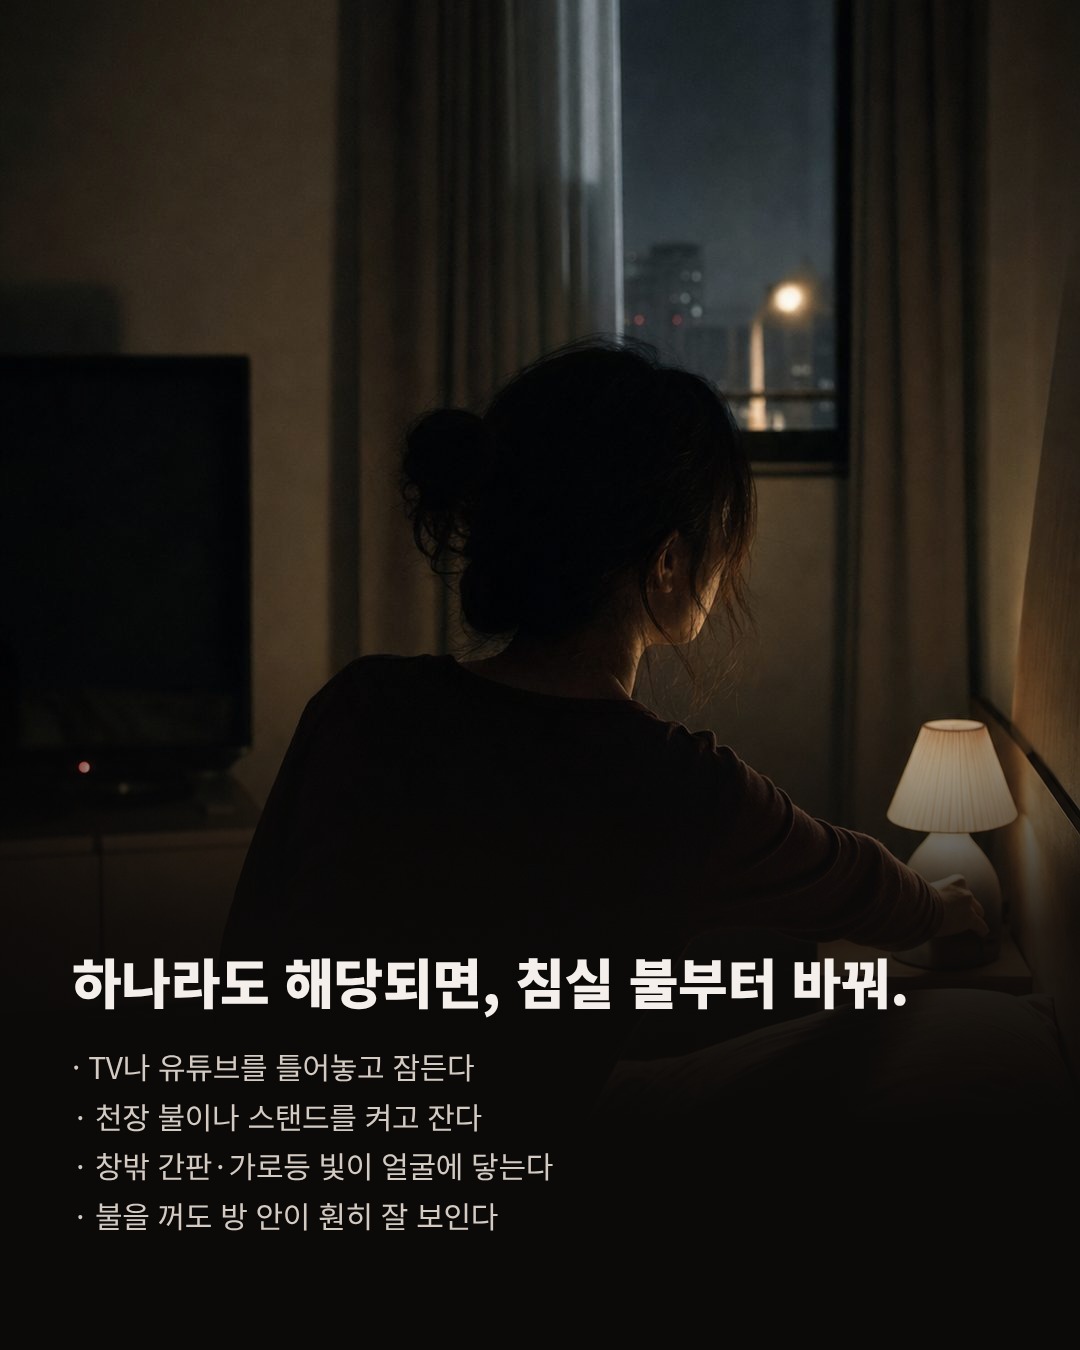 하나라도 해당되면, 침실 불부터 바꿔.
· TV나 유튜브를 틀어놓고 잠든다
· 천장 불이나 스탠드를 켜고 잔다
· 창밖 간판·가로등 빛이 얼굴에 닿는다
· 불을 꺼도 방 안이 훤히 잘 보인다